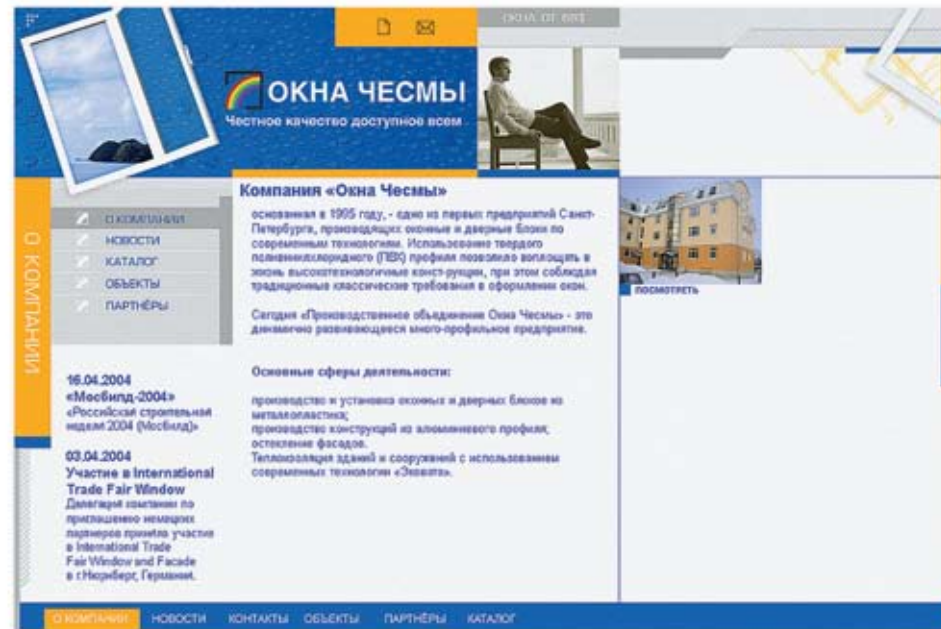 ОКНА ЧЕСМЫ
Честное качество доступное всем
О КОМПАНИИ
О КОМПАНИИ
НОВОСТИ
КАТАЛОГ
ОБЪЕКТЫ
ПАРТНЁРЫ
16.04.2004
«Мосбилд-2004»
«Российская строительная
неделя 2004 (Мосбилд)»
03.04.2004
Участие в International
Trade Fair Window
Делегация компании по
приглашению немецких
партнеров приняла участие
в International Trade
Fair Window and Facade
в г.Нюрнберг, Германия.
Компания «Окна Чесмы»
основанная в 1995 году, - одно из первых предприятий Санкт-
Петербурга, производящих оконные и дверные блоки по
современным технологиям. Использование твердого
поливинилхлоридного (ПВХ) профиля позволило воплощать в
жизнь высокотехнологичные конст-рукции, при этом соблюдая
традиционные классические требования в оформлении окон.
Сегодня «Производственное объединение Окна Чесмы» - это
динамично развивающееся много-профильное предприятие.
Основные сферы деятельности:
производство и установка оконных и дверных блоков из
металлопластика;
производство конструкций из алюминиевого профиля;
остекление фасадов.
Теплоизоляция зданий и сооружений с использованием
современных технологии «Эковата».
ПОСМОТРЕТЬ
О КОМПАНИИ НОВОСТИ КОНТАКТЫ ОБЪЕКТЫ ПАРТНЁРЫ КАТАЛОГ